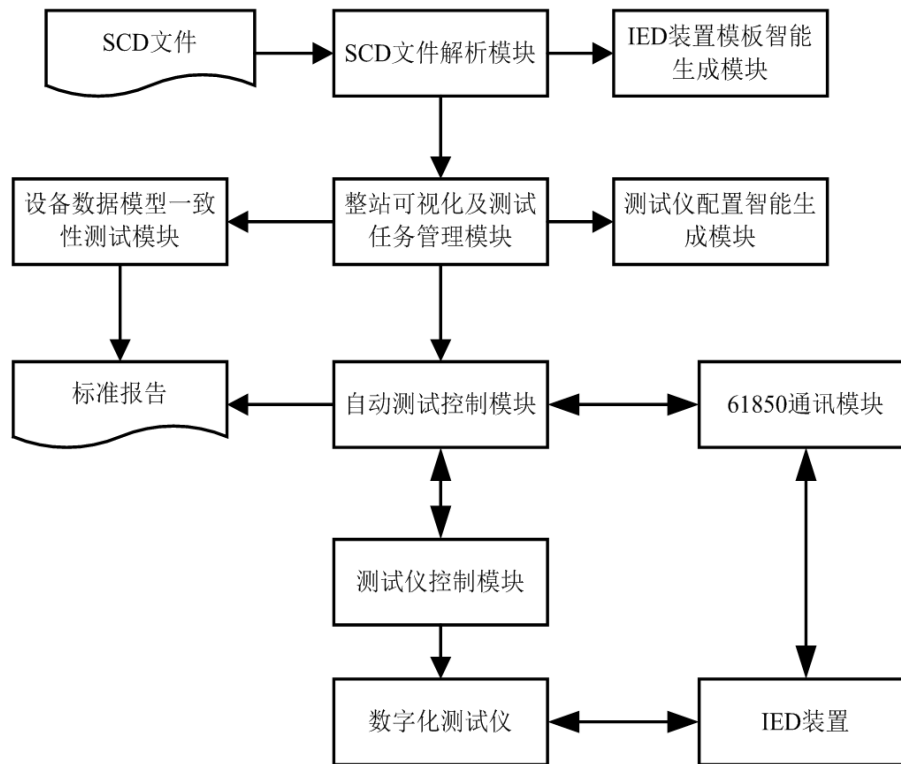 SCD文件
SCD文件解析模块
IED装置模板智能
生成模块
设备数据模型一致
性测试模块
整站可视化及测试
任务管理模块
测试仪配置智能生
成模块
标准报告
自动测试控制模块
61850通讯模块
测试仪控制模块
数字化测试仪
IED装置